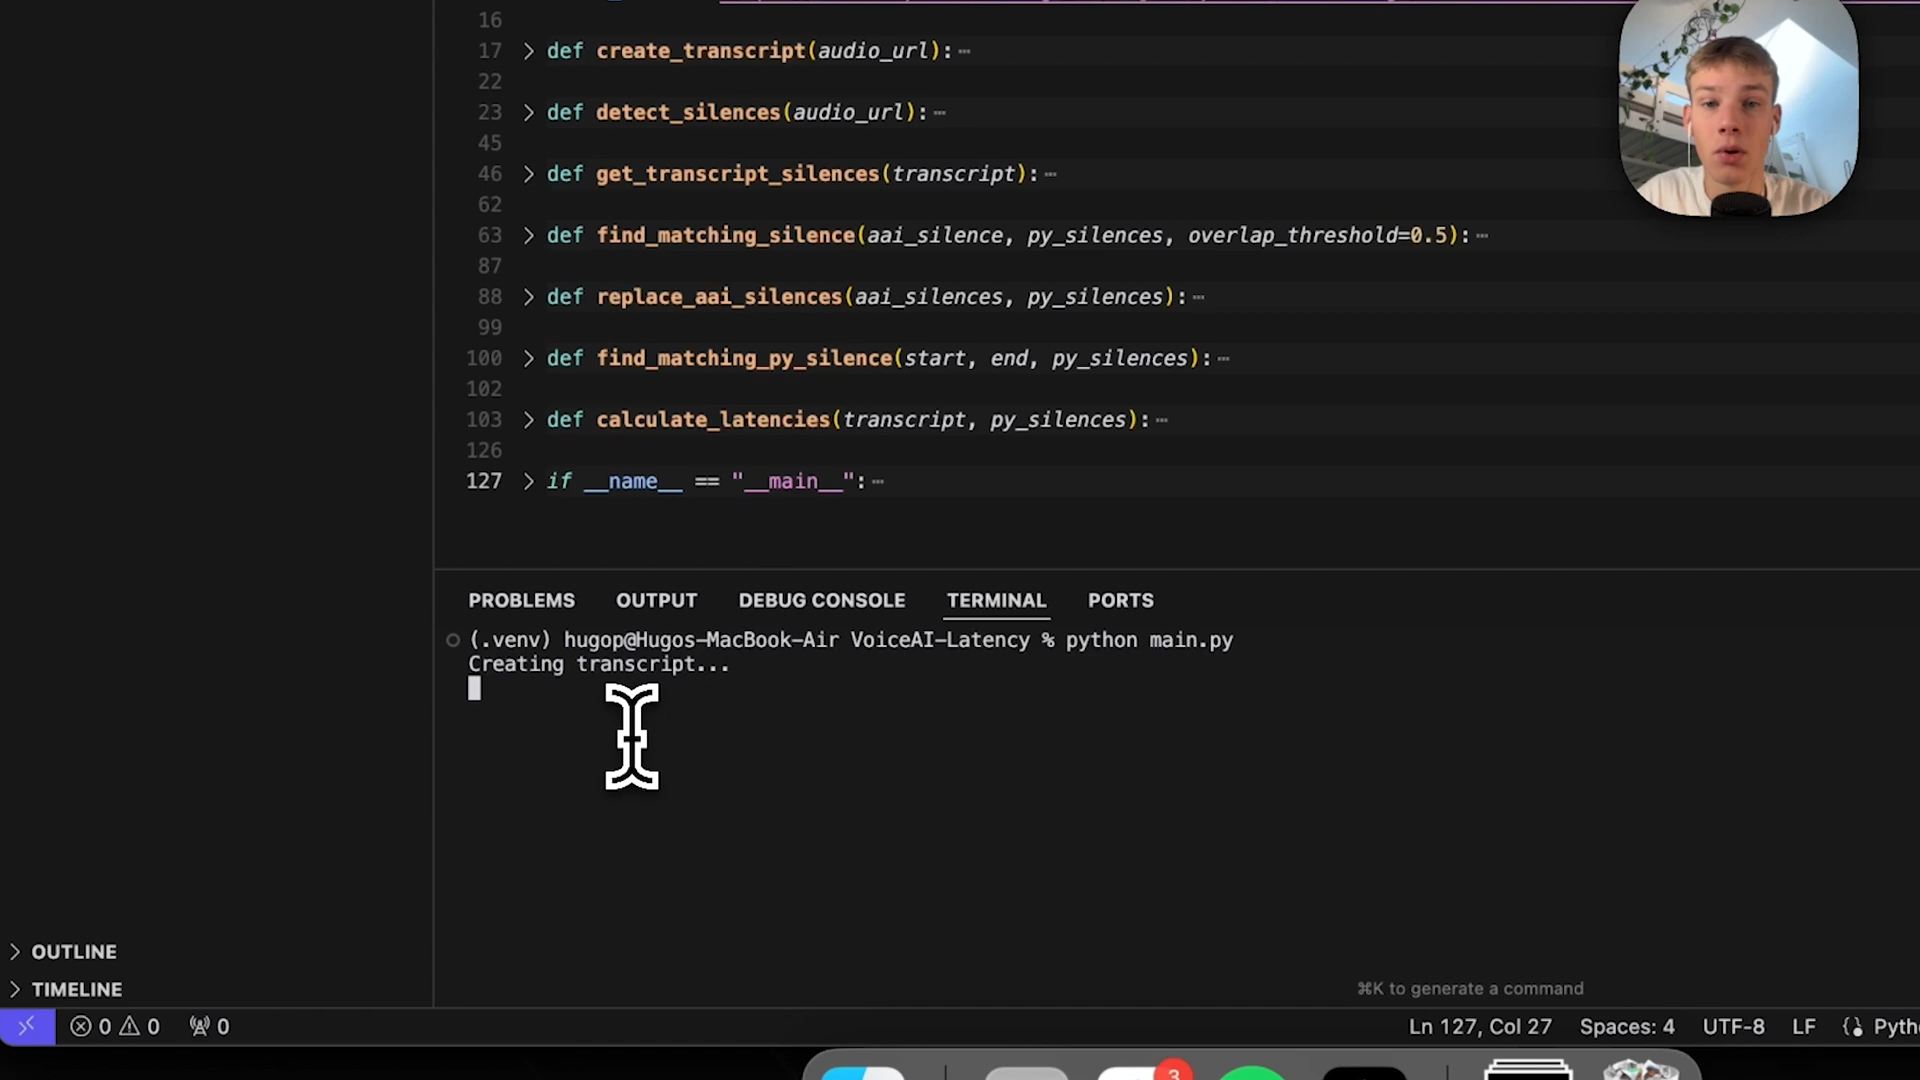 16
17 > def create_transcript(audio_url): ⋯
22
23 > def detect_silences(audio_url): ⋯
45
46 > def get_transcript_silences(transcript): ⋯
62
63 > def find_matching_silence(aai_silence, py_silences, overlap_threshold=0.5): ⋯
87
88 > def replace_aai_silences(aai_silences, py_silences): ⋯
99
100 > def find_matching_py_silence(start, end, py_silences): ⋯
102
103 > def calculate_latencies(transcript, py_silences): ⋯
126
127 > if __name__ == "__main__": ⋯
PROBLEMS OUTPUT DEBUG CONSOLE TERMINAL PORTS
(.venv) hugop@Hugos-MacBook-Air VoiceAI-Latency % python main.py
Creating transcript...
> OUTLINE
> TIMELINE
⌘K to generate a command
0 0 0 Ln 127, Col 27 Spaces: 4 UTF-8 LF Pytho
3